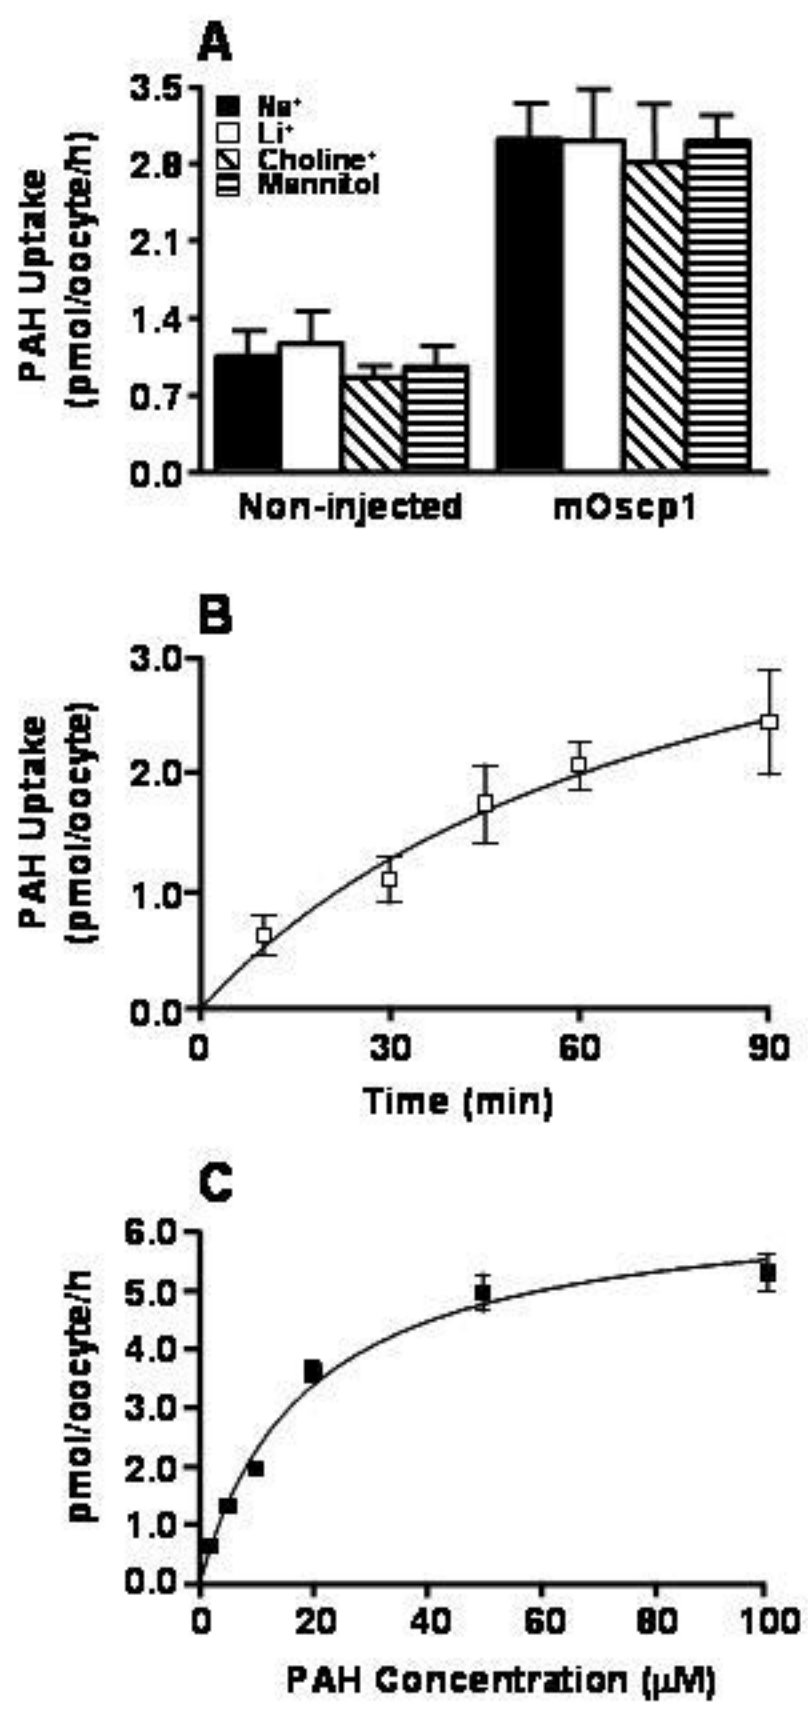 A
PAH Uptake
(pmol/oocyte/h)
3.5
2.8
2.1
1.4
0.7
0.0
Na⁺
Li⁺
Choline⁺
Mannitol
Non-injected mOscp1
B
PAH Uptake
(pmol/oocyte)
3.0
2.0
1.0
0.0
0 30 60 90
Time (min)
C
pmol/oocyte/h
6.0
5.0
4.0
3.0
2.0
1.0
0.0
0 20 40 60 80 100
PAH Concentration (μM)